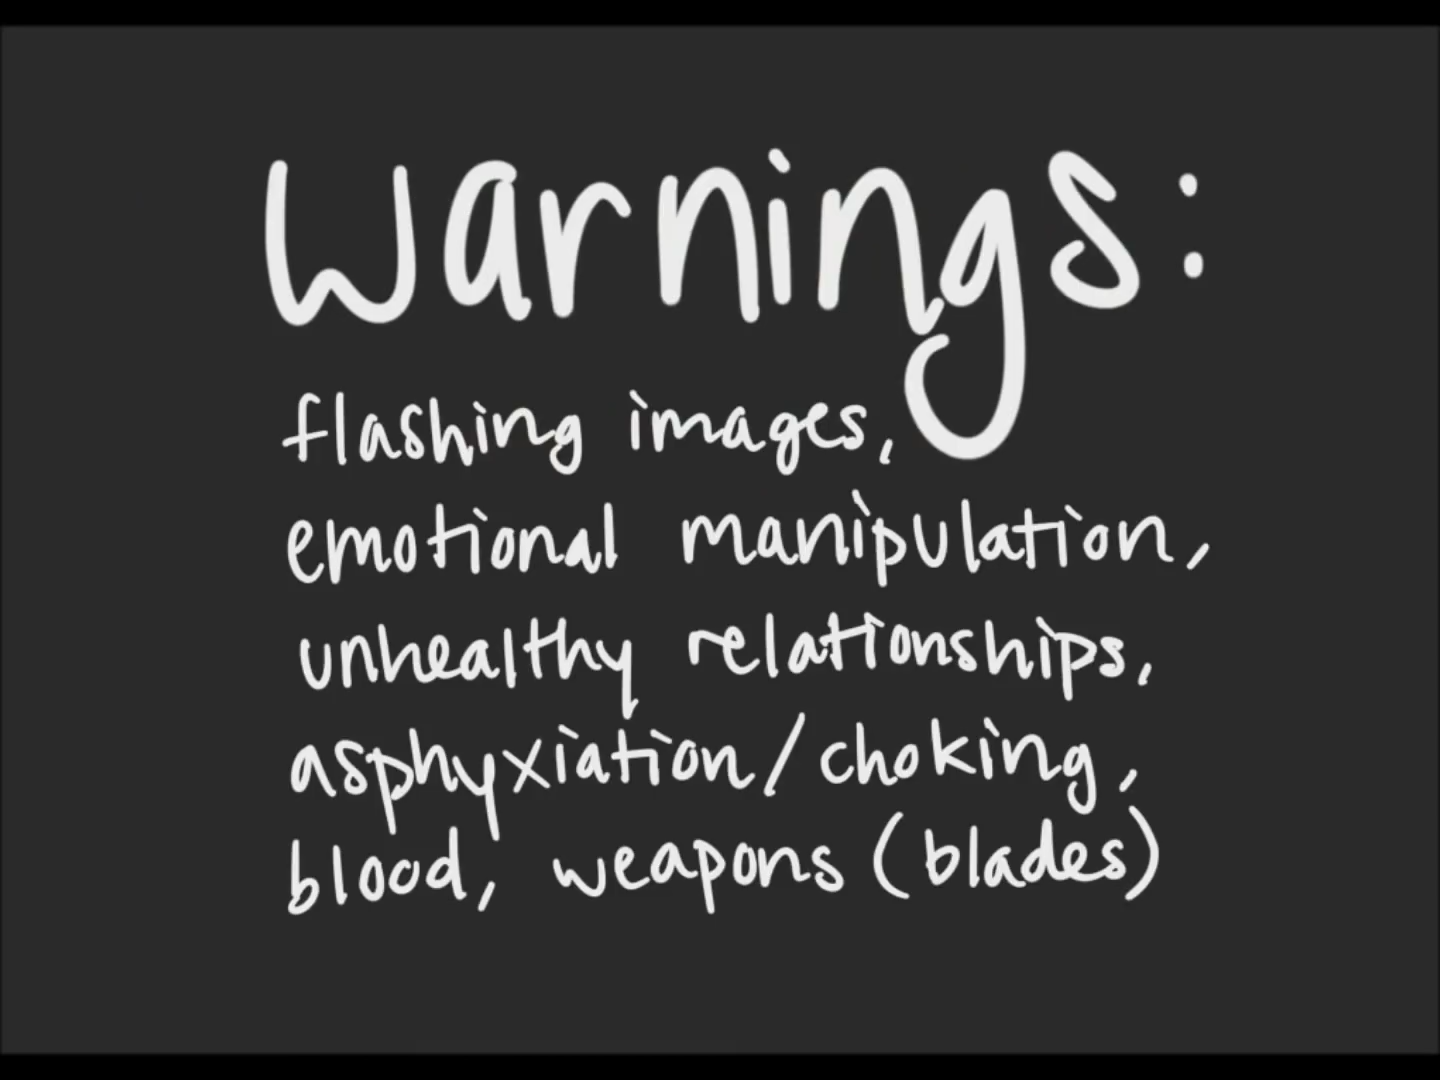 Warnings:
flashing images,
emotional manipulation,
unhealthy relationships,
asphyxiation/choking,
blood, weapons (blades)